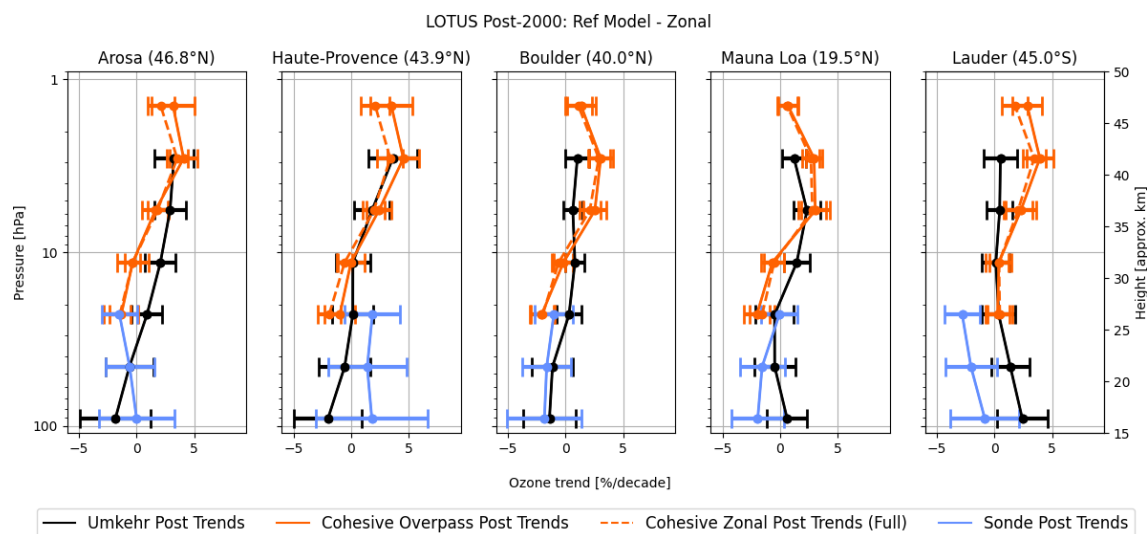 LOTUS Post-2000: Ref Model - Zonal
Arosa (46.8°N)
Haute-Provence (43.9°N)
Boulder (40.0°N)
Mauna Loa (19.5°N)
Lauder (45.0°S)
1
10
100
Pressure [hPa]
50
45
40
35
30
25
20
15
Height [approx. km]
−5 0 5
−5 0 5
−5 0 5
−5 0 5
−5 0 5
Ozone trend [%/decade]
Umkehr Post Trends
Cohesive Overpass Post Trends
Cohesive Zonal Post Trends (Full)
Sonde Post Trends